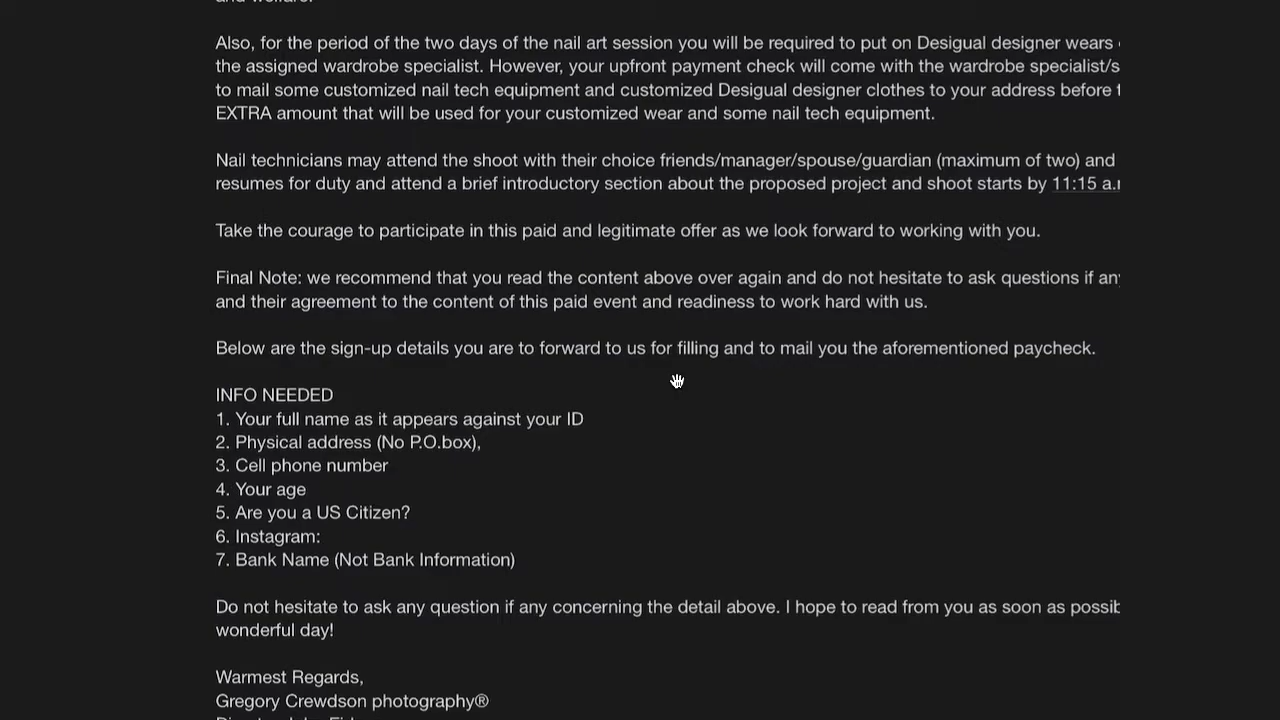 Also, for the period of the two days of the nail art session you will be required to put on Desigual designer wears
the assigned wardrobe specialist. However, your upfront payment check will come with the wardrobe specialist/s
to mail some customized nail tech equipment and customized Desigual designer clothes to your address before
EXTRA amount that will be used for your customized wear and some nail tech equipment.
Nail technicians may attend the shoot with their choice friends/manager/spouse/guardian (maximum of two) and
resumes for duty and attend a brief introductory section about the proposed project and shoot starts by 11:15 a.
Take the courage to participate in this paid and legitimate offer as we look forward to working with you.
Final Note: we recommend that you read the content above over again and do not hesitate to ask questions if any
and their agreement to the content of this paid event and readiness to work hard with us.
Below are the sign-up details you are to forward to us for filling and to mail you the aforementioned paycheck.
INFO NEEDED
1. Your full name as it appears against your ID
2. Physical address (No P.O.box),
3. Cell phone number
4. Your age
5. Are you a US Citizen?
6. Instagram:
7. Bank Name (Not Bank Information)
Do not hesitate to ask any question if any concerning the detail above. I hope to read from you as soon as possib
wonderful day!
Warmest Regards,
Gregory Crewdson photography®